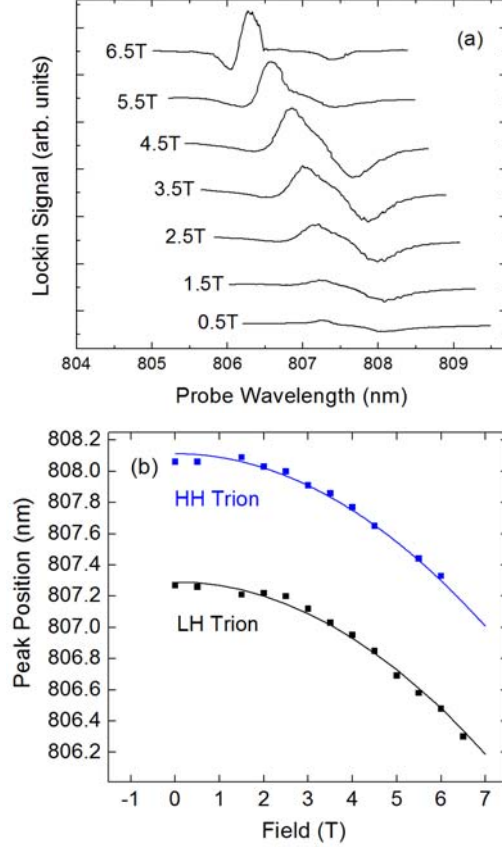 (a)
6.5T
5.5T
4.5T
3.5T
2.5T
1.5T
0.5T
Lockin Signal (arb. units)
804 805 806 807 808 809
Probe Wavelength (nm)
(b)
808.2
808.0
807.8
807.6
807.4
807.2
807.0
806.8
806.6
806.4
806.2
HH Trion
LH Trion
Peak Position (nm)
-1 0 1 2 3 4 5 6 7
Field (T)